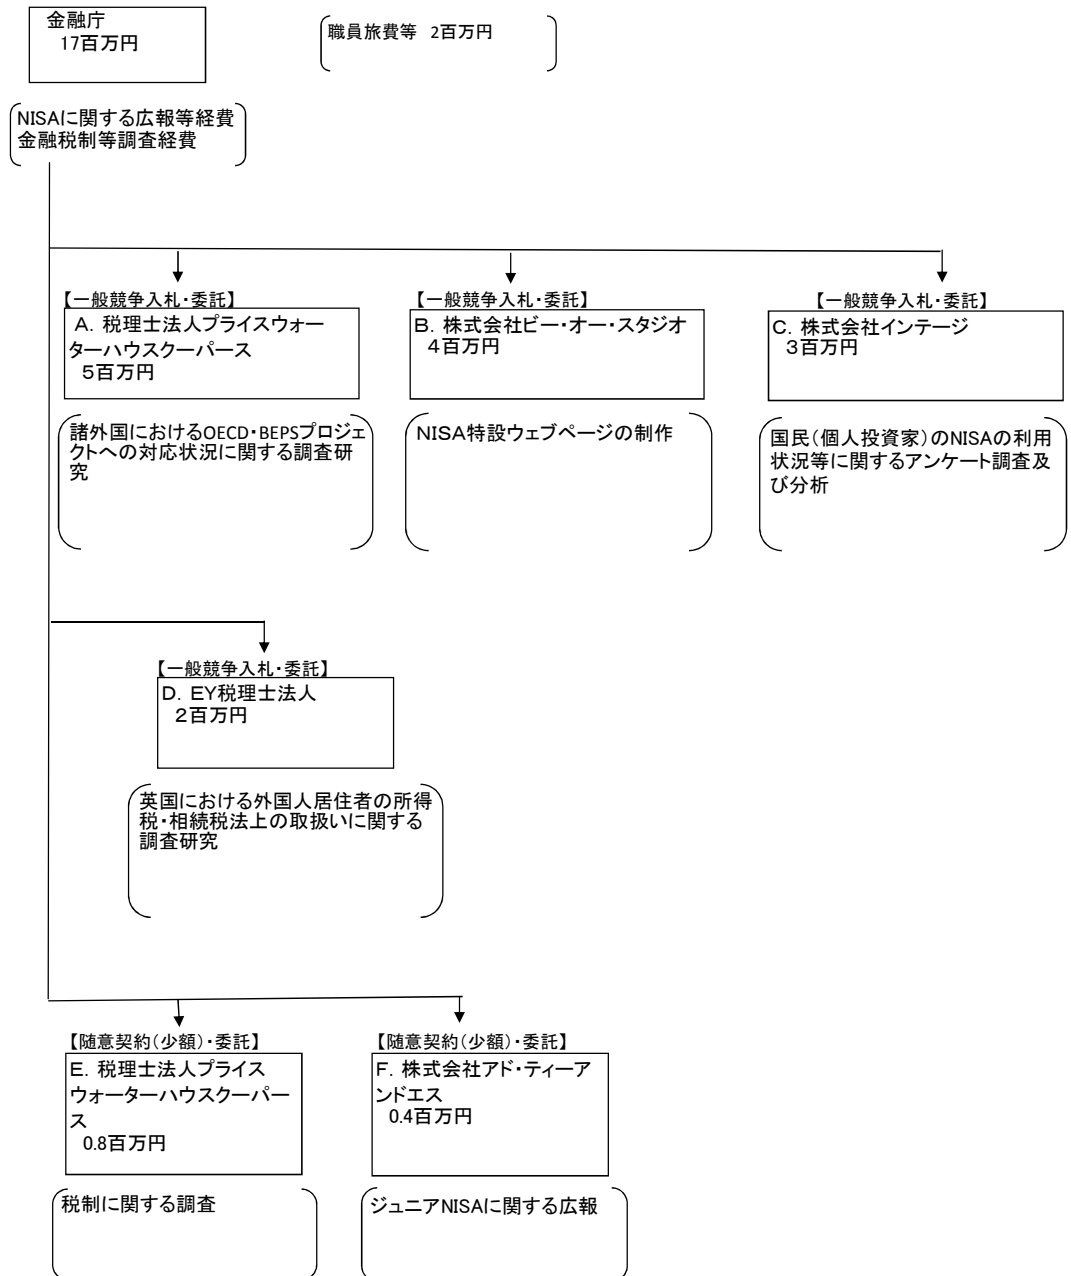 金融庁
17百万円
職員旅費等 2百万円
NISAに関する広報等経費
金融税制等調査経費
【一般競争入札・委託】
A. 税理士法人プライスウォー
ターハウスクーパース
5百万円
【一般競争入札・委託】
B. 株式会社ビー・オー・スタジオ
4百万円
【一般競争入札・委託】
C. 株式会社インテージ
3百万円
諸外国におけるOECD・BEPSプロジェ
クトへの対応状況に関する調査研
究
NISA特設ウェブページの制作
国民(個人投資家)のNISAの利用
状況等に関するアンケート調査及
び分析
【一般競争入札・委託】
D. EY税理士法人
2百万円
英国における外国人居住者の所得
税・相続税法上の取扱いに関する
調査研究
【随意契約(少額)・委託】
E. 税理士法人プライス
ウォーターハウスクーパー
ス
0.8百万円
【随意契約(少額)・委託】
F. 株式会社アド・ティーア
ンドエス
0.4百万円
税制に関する調査
ジュニアNISAに関する広報